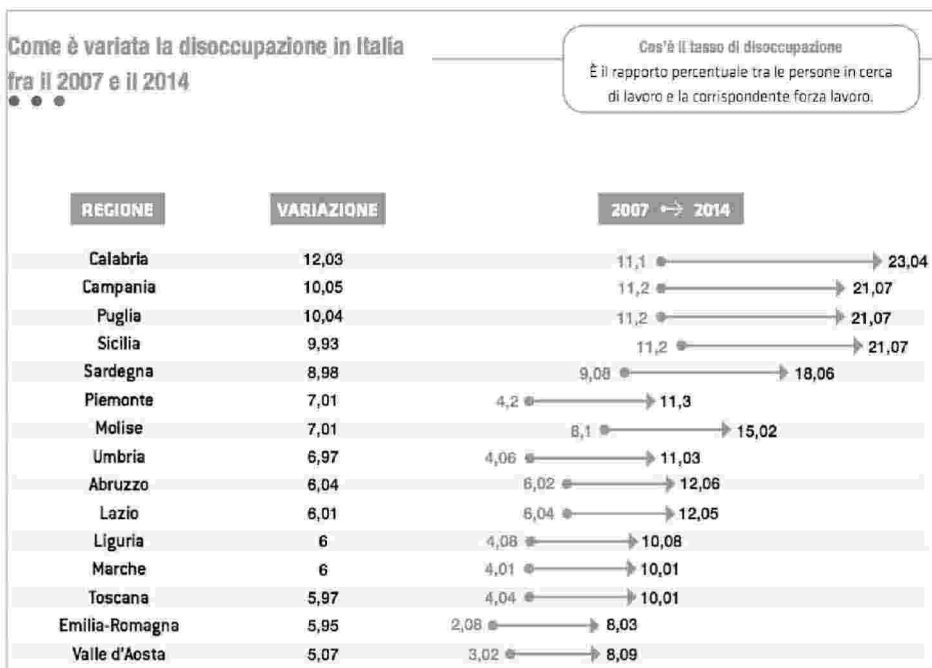 Come è variata la disoccupazione in Italia
fra il 2007 e il 2014
Cos'è il tasso di disoccupazione
È il rapporto percentuale tra le persone in cerca
di lavoro e la corrispondente forza lavoro.
REGIONE VARIAZIONE 2007 → 2014
Calabria 12,03 11,1 23,04
Campania 10,05 11,2 21,07
Puglia 10,04 11,2 21,07
Sicilia 9,93 11,2 21,07
Sardegna 8,98 9,08 18,06
Piemonte 7,01 4,2 11,3
Molise 7,01 8,1 15,02
Umbria 6,97 4,06 11,03
Abruzzo 6,04 6,02 12,06
Lazio 6,01 6,04 12,05
Liguria 6 4,08 10,08
Marche 6 4,01 10,01
Toscana 5,97 4,04 10,01
Emilia-Romagna 5,95 2,08 8,03
Valle d'Aosta 5,07 3,02 8,09